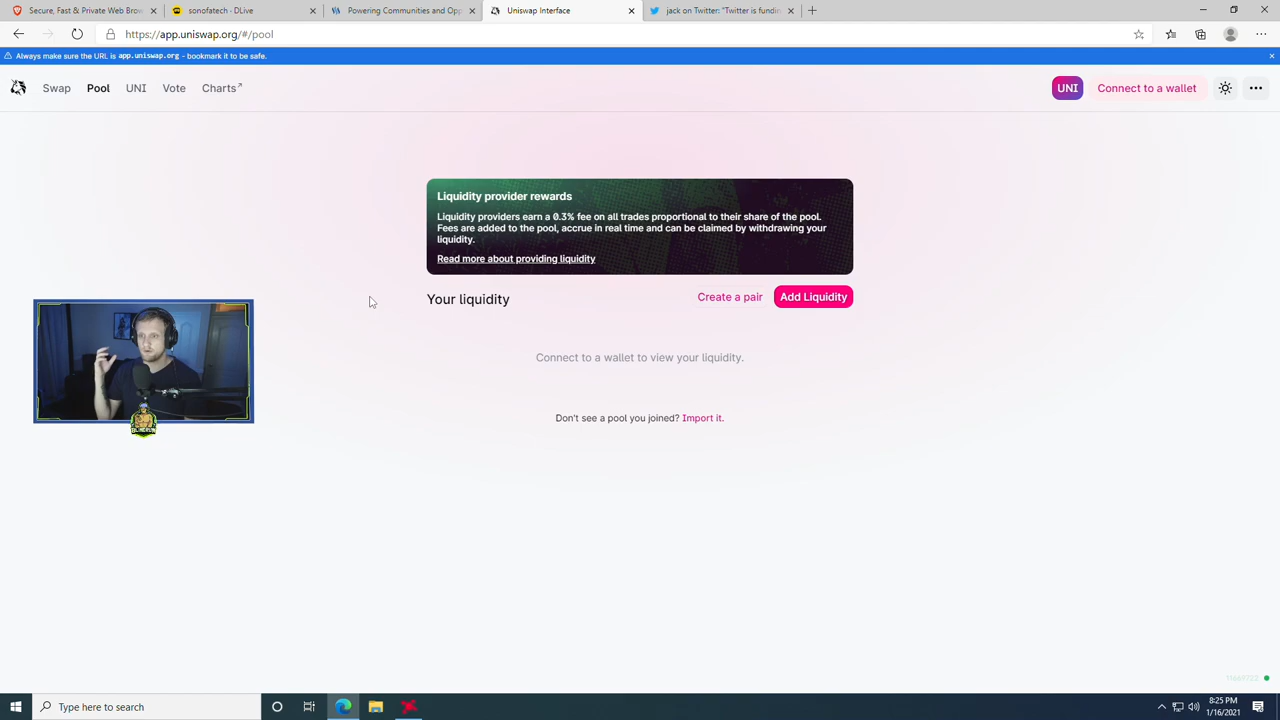 Secure, Fast & Private Web Brow
sonofatech - DLive
Powering Communities and Opp
Uniswap Interface
jack on Twitter: "Twitter is fundin
https://app.uniswap.org/#/pool
Always make sure the URL is app.uniswap.org - bookmark it to be safe.
Swap
Pool
UNI
Vote
Charts↗
UNI
Connect to a wallet
Liquidity provider rewards
Liquidity providers earn a 0.3% fee on all trades proportional to their share of the pool.
Fees are added to the pool, accrue in real time and can be claimed by withdrawing your
liquidity.
Read more about providing liquidity
Your liquidity
Create a pair
Add Liquidity
Connect to a wallet to view your liquidity.
Don't see a pool you joined? Import it.
11669722
Type here to search
8:25 PM
1/16/2021